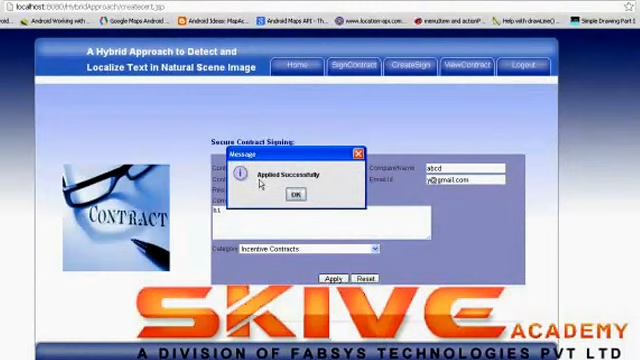 localhost:8080/HybridApproach/createcont.jsp
Android Working with
Google Maps Android
Android Ideas: MapAc
Android Maps API - Th
www.location-api.com
menuItem and actionP
Help with drawLine(
Simple Drawing Part I
A Hybrid Approach to Detect and
Localize Text in Natural Scene Image
Home
SignContract
CreateSign
ViewContract
Logout
Secure Contract Signing:
Message
Applied Successfully
OK
CompanyName
abcd
Email Id
y@gmail.com
hi
Category
Incentive Contracts
Apply
Reset
CONTRACT
SKIVE
ACADEMY
A DIVISION OF FABSYS TECHNOLOGIES PVT LTD